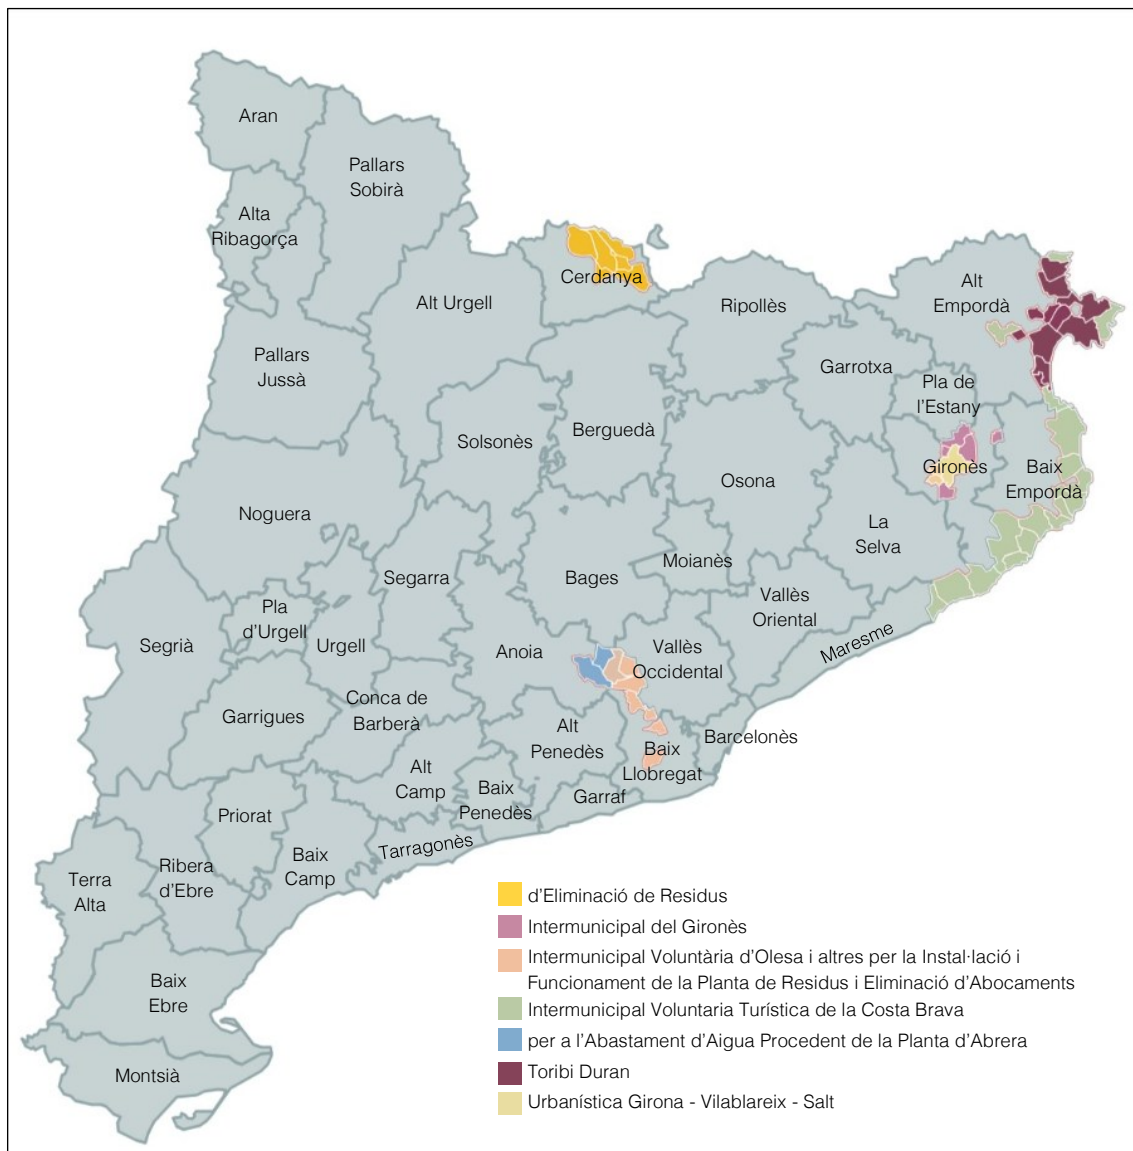 Aran
Pallars
Sobirà
Alta
Ribagorça
Cerdanya
Alt Urgell
Ripollès
Alt
Empordà
Pallars
Jussà
Garrotxa
Pla de
l'Estany
Berguedà
Solsonès
Gironès
Baix
Empordà
Osona
Noguera
La
Selva
Moianès
Segarra
Bages
Vallès
Oriental
Pla
d'Urgell
Segrià
Urgell
Anoia
Vallès
Occidental
Maresme
Garrigues
Conca de
Barberà
Alt
Penedès
Barcelonès
Baix
Llobregat
Alt
Camp
Baix
Penedès
Garraf
Priorat
Tarragonès
Baix
Camp
Ribera
d'Ebre
Terra
Alta
Baix
Ebre
Montsià
d'Eliminació de Residus
Intermunicipal del Gironès
Intermunicipal Voluntària d'Olesa i altres per la Instal·lació i
Funcionament de la Planta de Residus i Eliminació d'Abocaments
Intermunicipal Voluntaria Turística de la Costa Brava
per a l'Abastament d'Aigua Procedent de la Planta d'Abrera
Toribi Duran
Urbanística Girona - Vilablareix - Salt